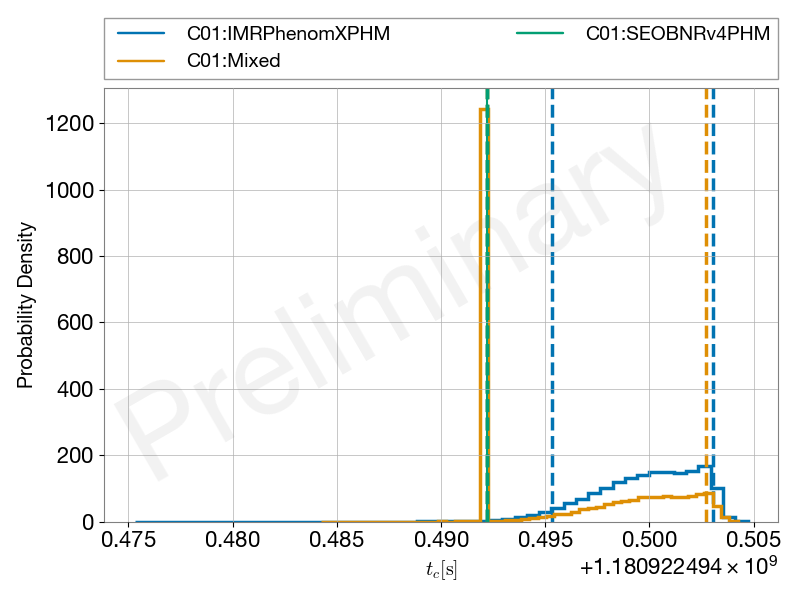 C01:IMRPhenomXPHM
C01:SEOBNRv4PHM
C01:Mixed
Preliminary
Probability Density
1200
1000
800
600
400
200
0
0.475 0.480 0.485 0.490 0.495 0.500 0.505
t_c[s]
+1.180922494 × 10⁹